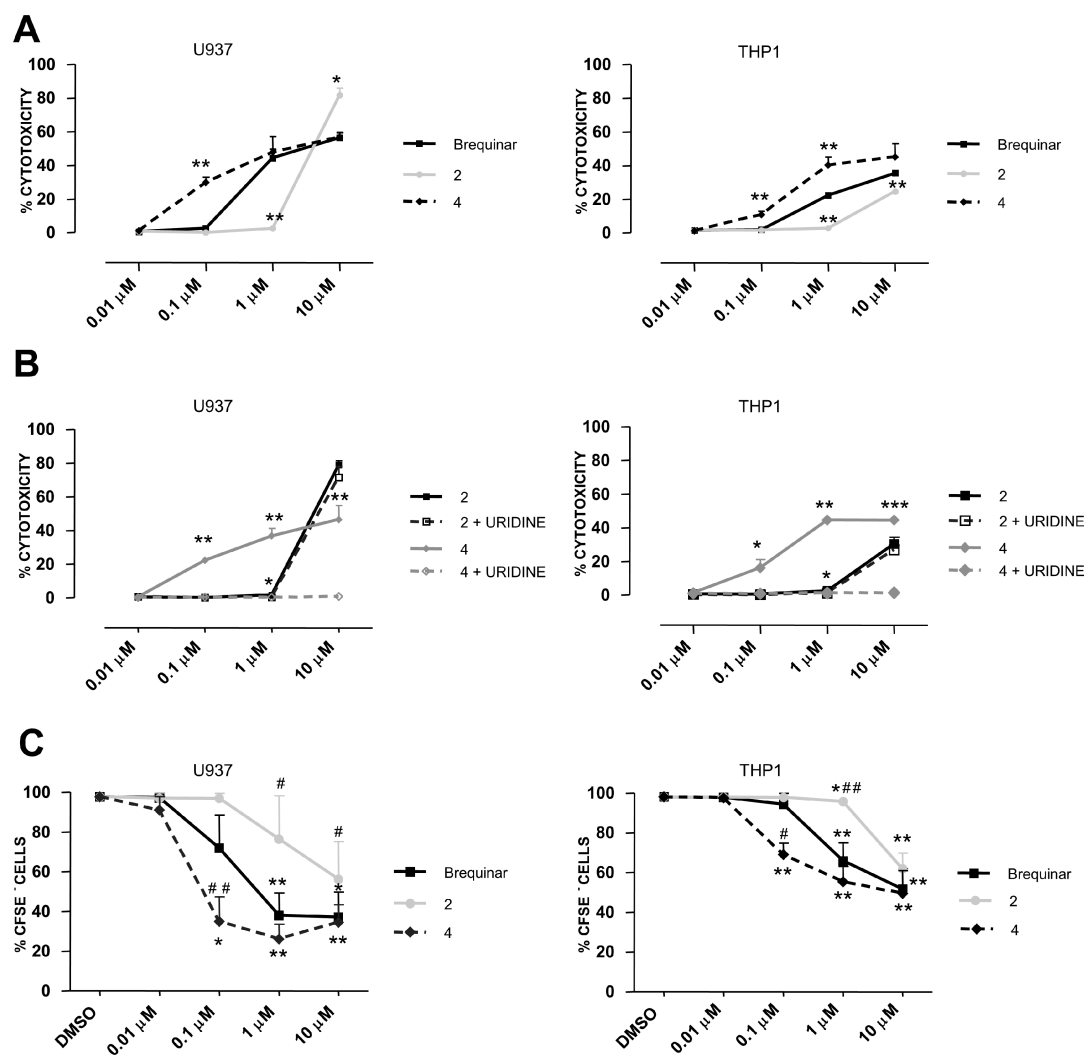 A
U937
% CYTOTOXICITY
100
80
60
40
20
0
**
**
*
0.01 µM
0.1 µM
1 µM
10 µM
Brequinar
2
4
THP1
% CYTOTOXICITY
100
80
60
40
20
0
**
**
**
**
0.01 µM
0.1 µM
1 µM
10 µM
Brequinar
2
4
B
U937
% CYTOTOXICITY
100
80
60
40
20
0
**
**
*
**
0.01 µM
0.1 µM
1 µM
10 µM
2
2 + URIDINE
4
4 + URIDINE
THP1
% CYTOTOXICITY
100
80
60
40
20
0
*
**
*
***
0.01 µM
0.1 µM
1 µM
10 µM
2
2 + URIDINE
4
4 + URIDINE
C
U937
% CFSE - CELLS
100
80
60
40
20
0
##
*
#
**
**
#
*
**
DMSO
0.01 µM
0.1 µM
1 µM
10 µM
Brequinar
2
4
THP1
% CFSE - CELLS
100
80
60
40
20
0
#
**
*##
**
**
**
**
**
DMSO
0.01 µM
0.1 µM
1 µM
10 µM
Brequinar
2
4